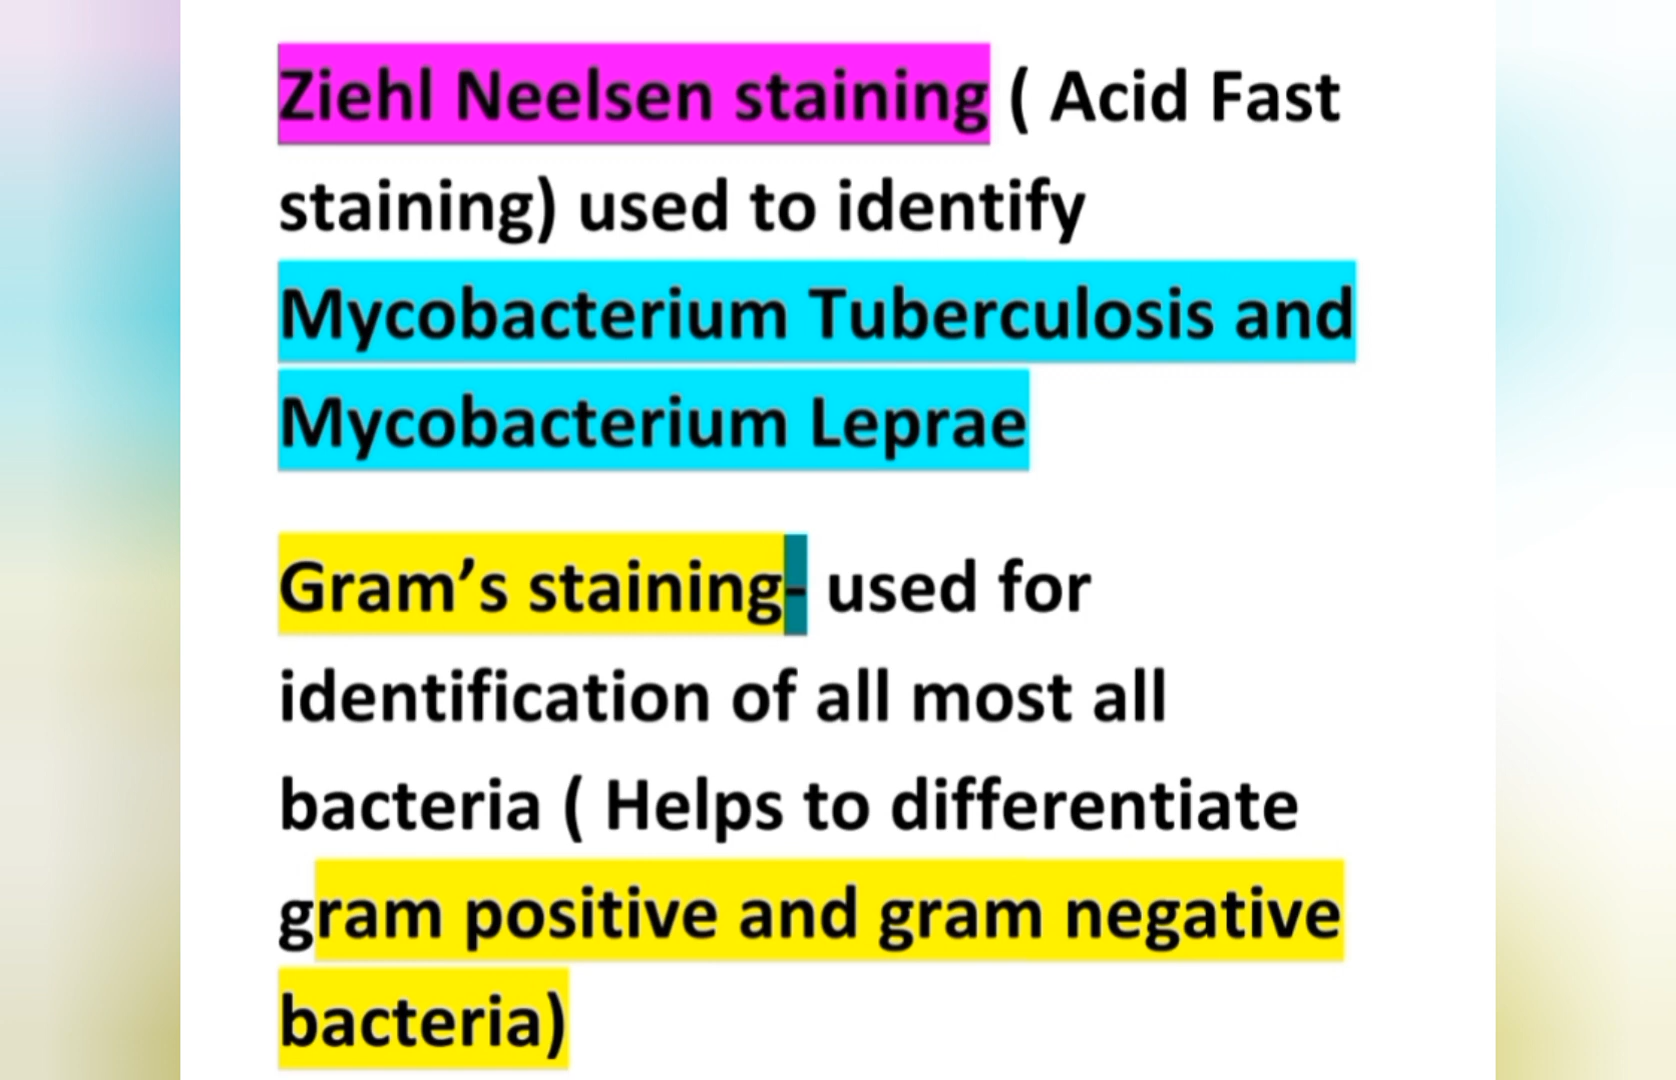 Ziehl Neelsen staining ( Acid Fast
staining) used to identify
Mycobacterium Tuberculosis and
Mycobacterium Leprae
Gram’s staining- used for
identification of all most all
bacteria ( Helps to differentiate
gram positive and gram negative
bacteria)